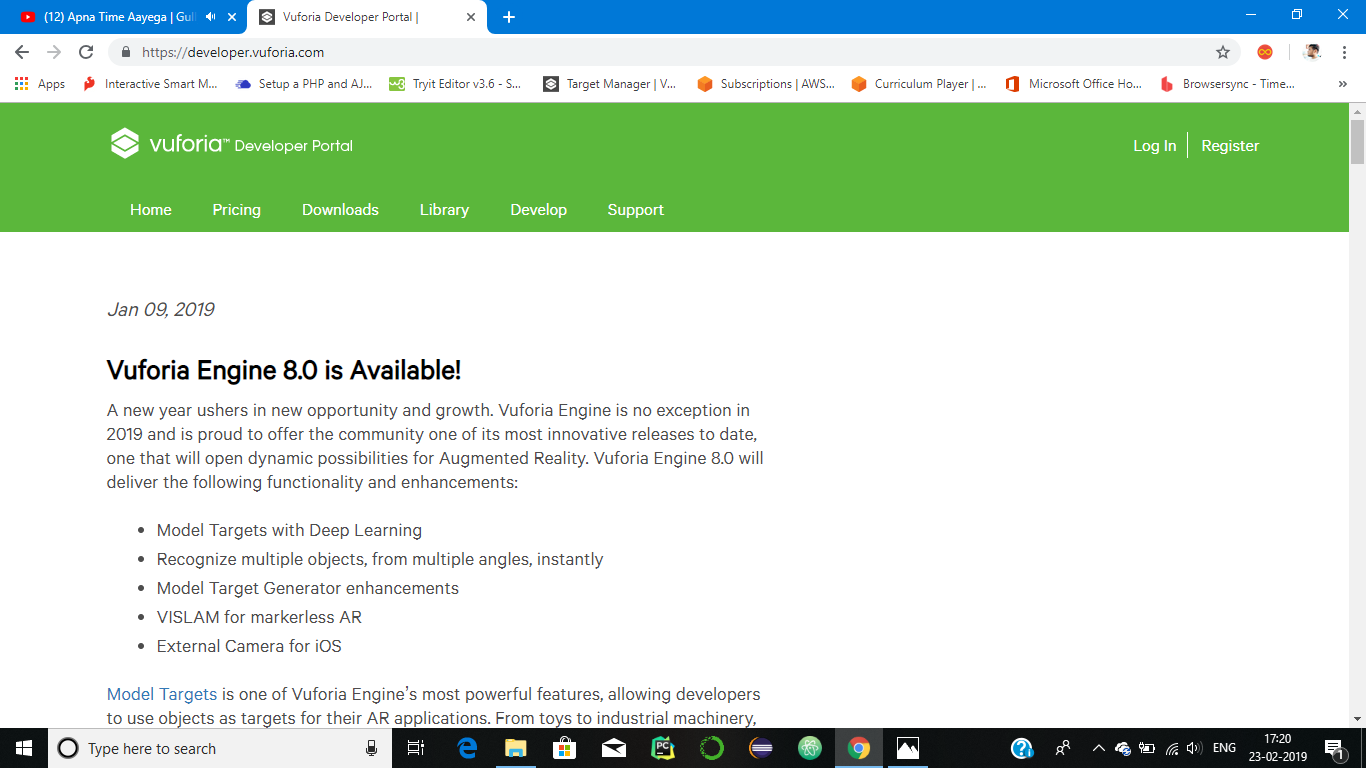 (12) Apna Time Aayega | Gul
Vuforia Developer Portal |
https://developer.vuforia.com
Apps
Interactive Smart M...
Setup a PHP and AJ...
Tryit Editor v3.6 - S...
Target Manager | V...
Subscriptions | AWS...
Curriculum Player | ...
Microsoft Office Ho...
Browsersync - Time...
»
vuforia™ Developer Portal
Log In
Register
Home
Pricing
Downloads
Library
Develop
Support
Jan 09, 2019
Vuforia Engine 8.0 is Available!
A new year ushers in new opportunity and growth. Vuforia Engine is no exception in
2019 and is proud to offer the community one of its most innovative releases to date,
one that will open dynamic possibilities for Augmented Reality. Vuforia Engine 8.0 will
deliver the following functionality and enhancements:
• Model Targets with Deep Learning
• Recognize multiple objects, from multiple angles, instantly
• Model Target Generator enhancements
• VISLAM for markerless AR
• External Camera for iOS
Model Targets is one of Vuforia Engine's most powerful features, allowing developers
to use objects as targets for their AR applications. From toys to industrial machinery,
Type here to search
PC
ENG
17:20
23-02-2019
1